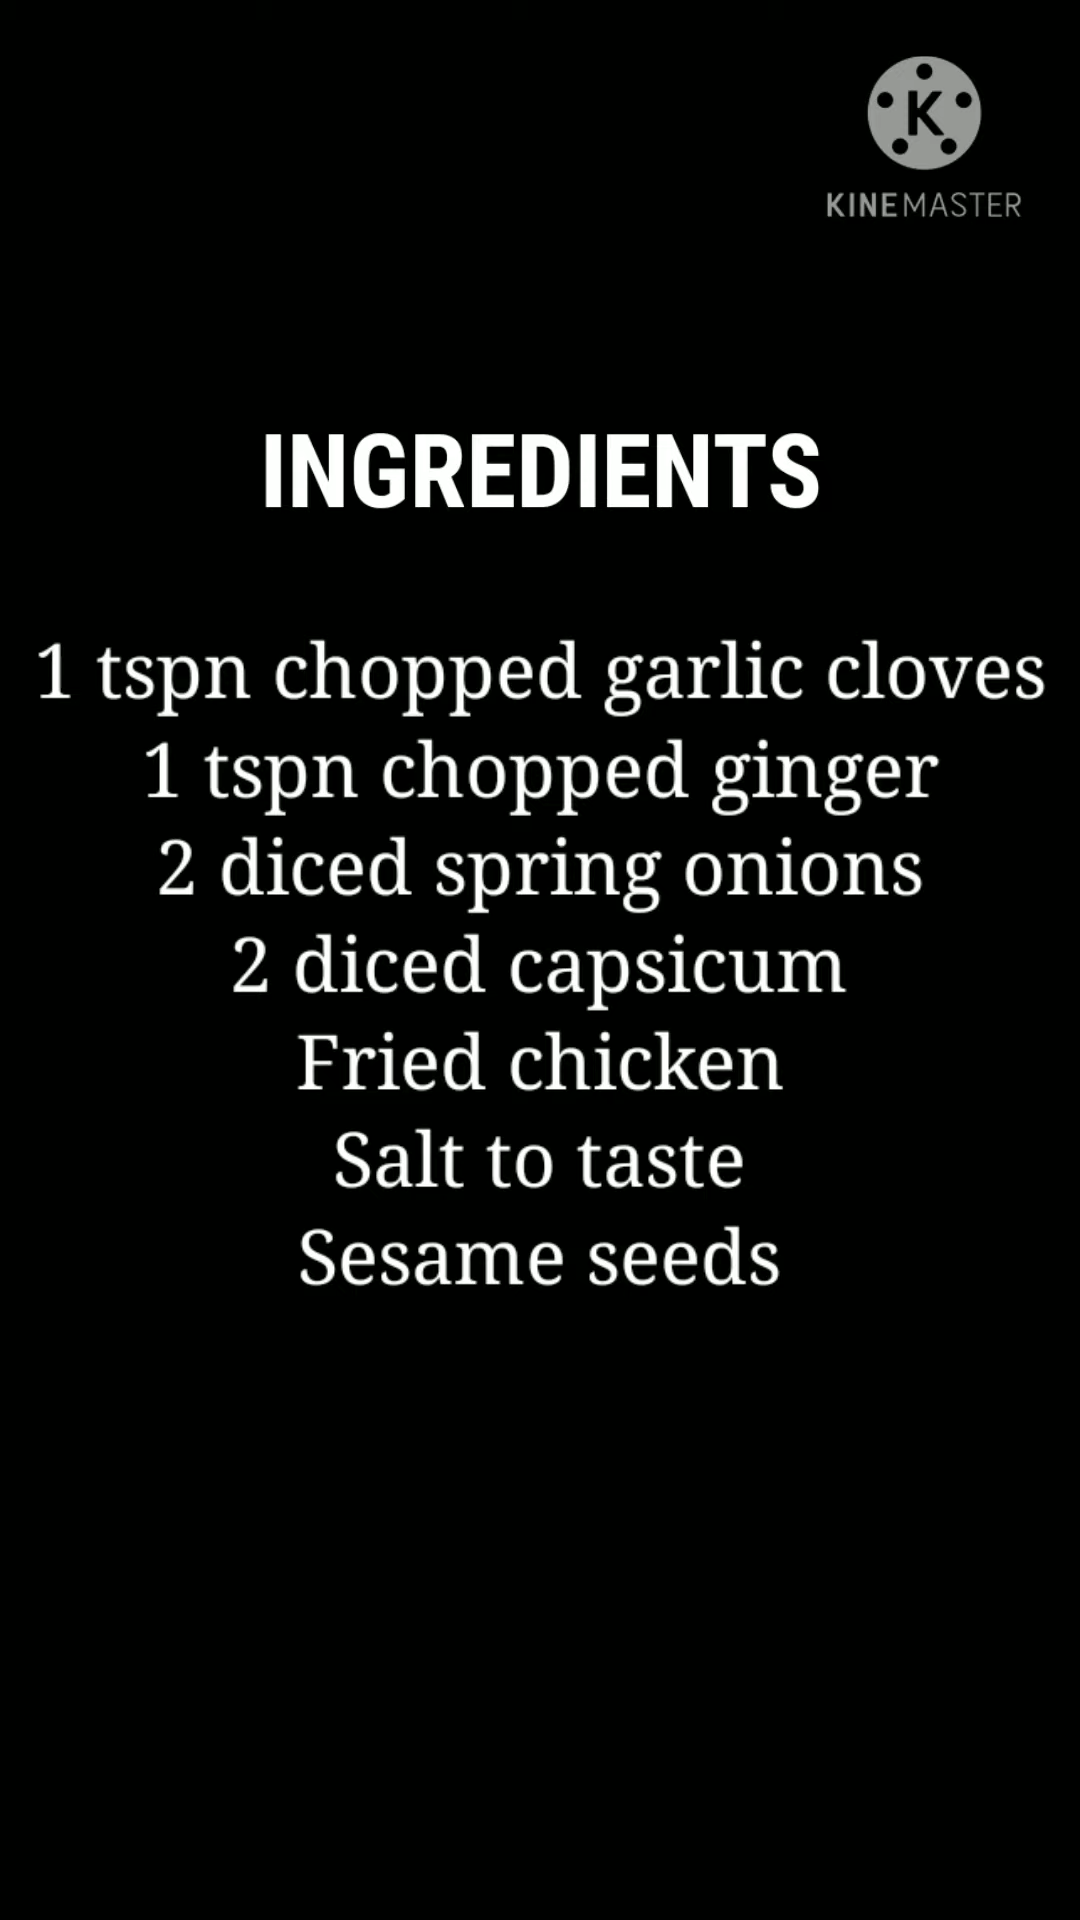 K
KINEMASTER
INGREDIENTS
1 tspn chopped garlic cloves
1 tspn chopped ginger
2 diced spring onions
2 diced capsicum
Fried chicken
Salt to taste
Sesame seeds